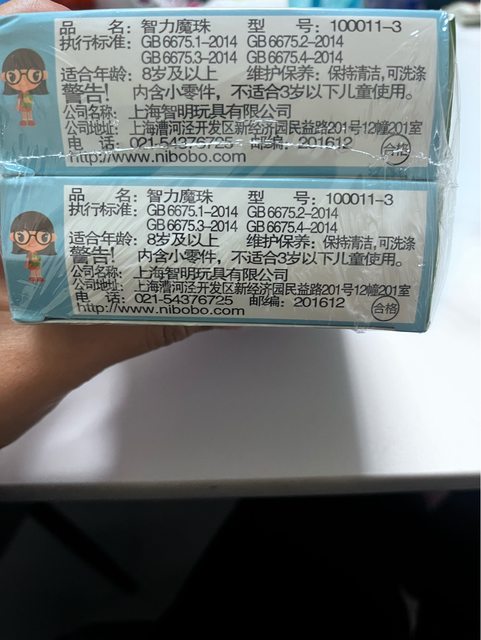 品 名：智力魔珠 型 号：100011-3
执行标准：GB 6675.1-2014 GB 6675.2-2014
GB 6675.3-2014 GB 6675.4-2014
适合年龄：8岁及以上 维护保养：保持清洁,可洗涤
警告! 内含小零件，不适合3岁以下儿童使用。
公司名称：上海智明玩具有限公司
公司地址：上海漕河泾开发区新经济园民益路201号12幢201室
电 话：021-54376725 邮编：201612
合格
http://www.nibobo.com
品 名：智力魔珠 型 号：100011-3
执行标准：GB 6675.1-2014 GB 6675.2-2014
GB 6675.3-2014 GB 6675.4-2014
适合年龄：8岁及以上 维护保养：保持清洁,可洗涤
警告! 内含小零件，不适合3岁以下儿童使用。
公司名称：上海智明玩具有限公司
公司地址：上海漕河泾开发区新经济园民益路201号12幢201室
电 话：021-54376725 邮编：201612
合格
http://www.nibobo.com